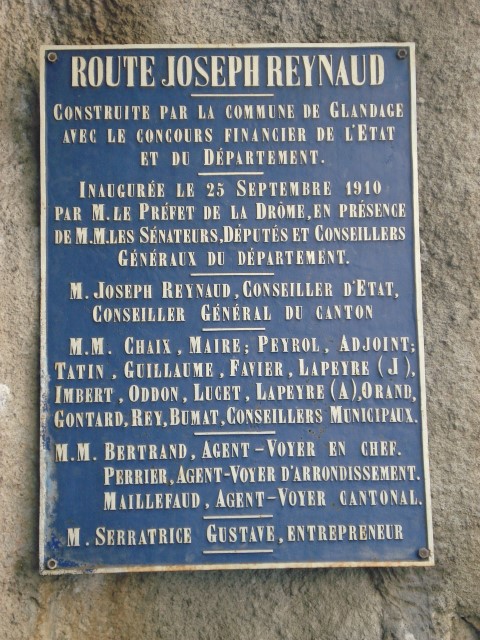 ROUTE JOSEPH REYNAUD
CONSTRUITE PAR LA COMMUNE DE GLANDAGE
AVEC LE CONCOURS FINANCIER DE L'ETAT
ET DU DÉPARTEMENT.
INAUGURÉE LE 25 SEPTEMBRE 1910
PAR M. LE PRÉFET DE LA DRÔME, EN PRÉSENCE
DE M.M. LES SÉNATEURS, DÉPUTÉS ET CONSEILLERS
GÉNÉRAUX DU DÉPARTEMENT.
M. JOSEPH REYNAUD, CONSEILLER D'ETAT,
CONSEILLER GÉNÉRAL DU CANTON
M.M. CHAIX, MAIRE; PEYROL, ADJOINT;
TATIN, GUILLAUME, FAVIER, LAPEYRE (J),
IMBERT, ODDON, LUCET, LAPEYRE (A), ORAND,
GONTARD, REY, BUMAT, CONSEILLERS MUNICIPAUX.
M.M. BERTRAND, AGENT-VOYER EN CHEF.
PERRIER, AGENT-VOYER D'ARRONDISSEMENT.
MAILLEFAUD, AGENT-VOYER CANTONAL.
M. SERRATRICE GUSTAVE, ENTREPRENEUR